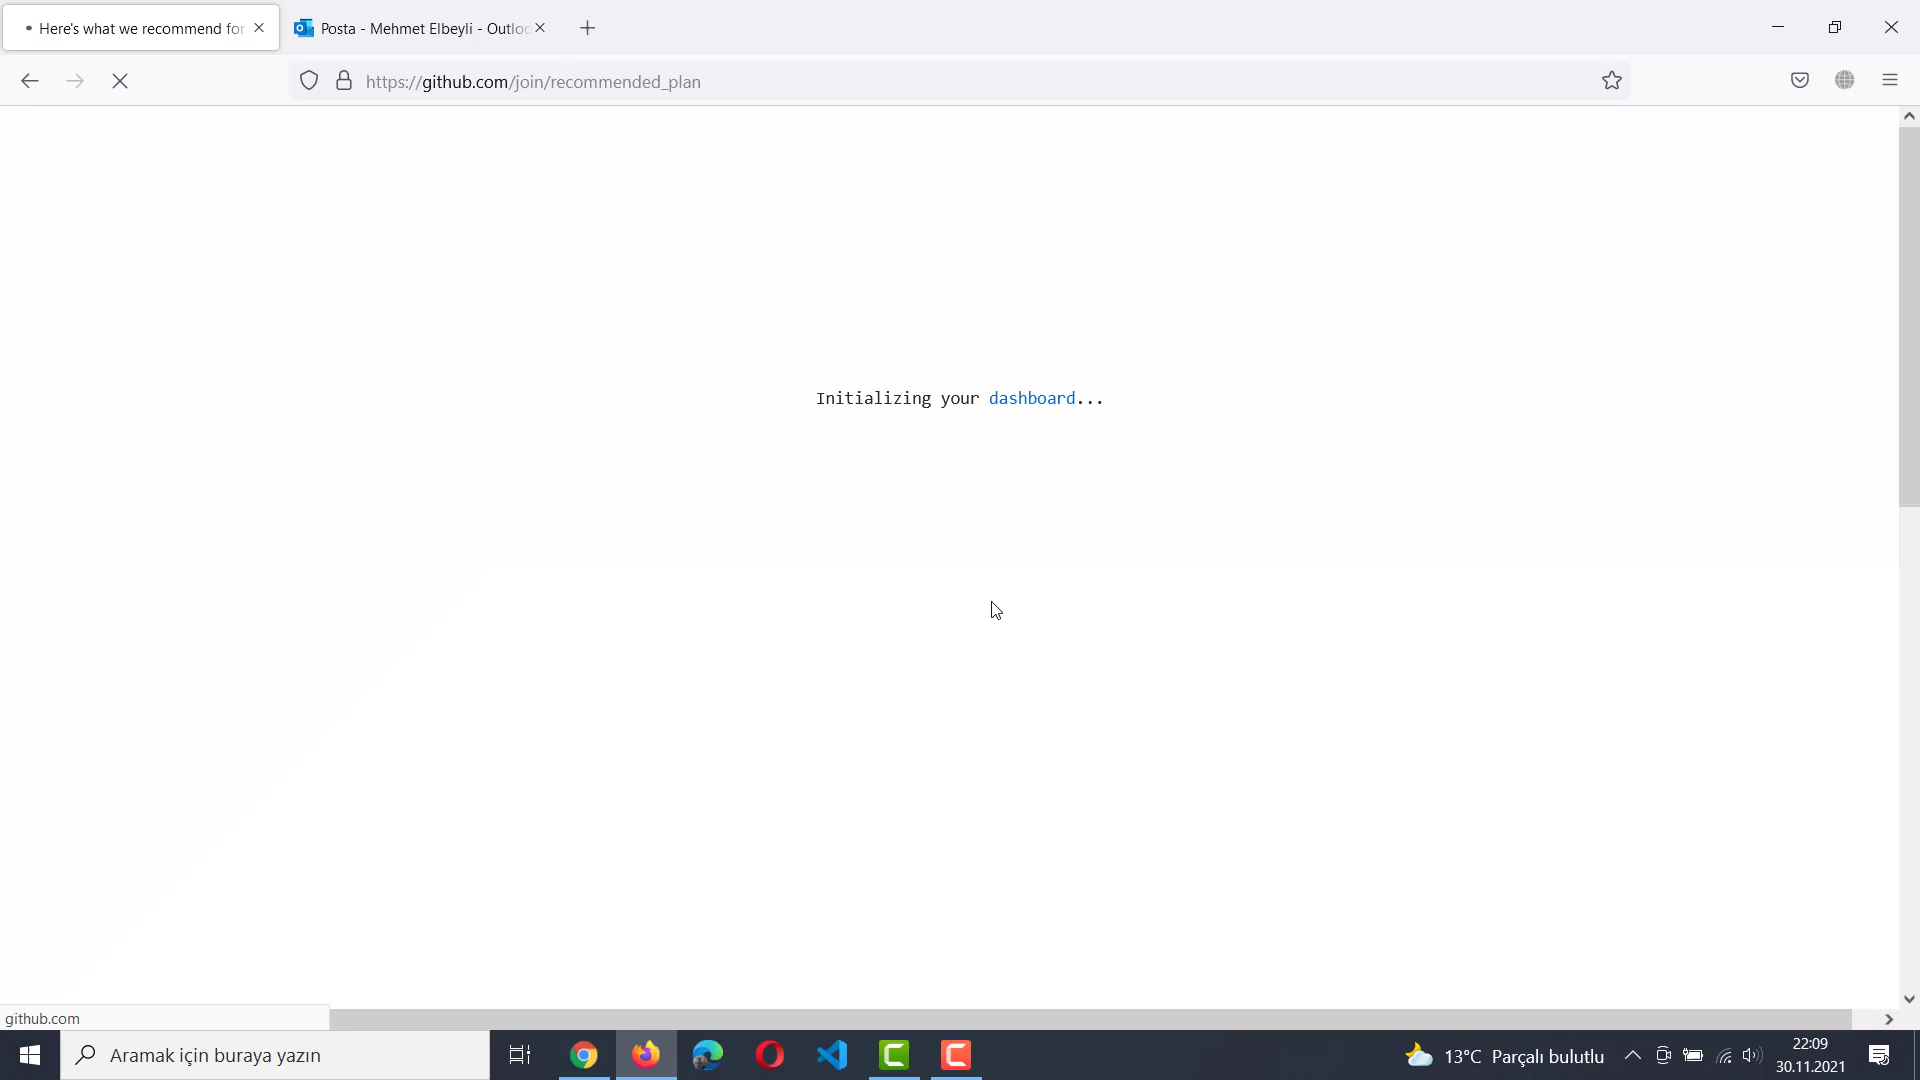 Here's what we recommend for
Posta - Mehmet Elbeyli - Outloo
https://github.com/join/recommended_plan
Initializing your dashboard...
github.com
Aramak için buraya yazın
13°C Parçalı bulutlu
22:09
30.11.2021